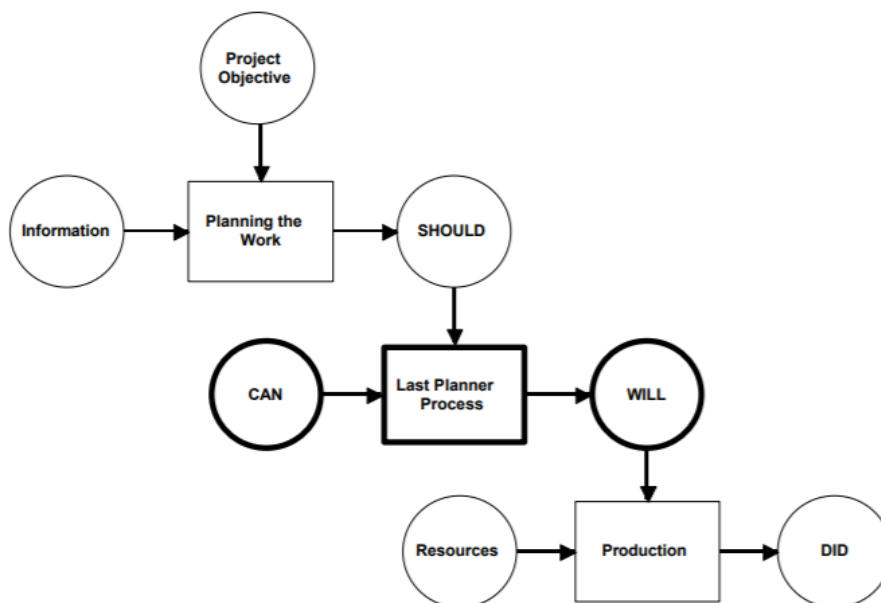 Project
Objective
Information
Planning the
Work
SHOULD
CAN
Last Planner
Process
WILL
Resources
Production
DID